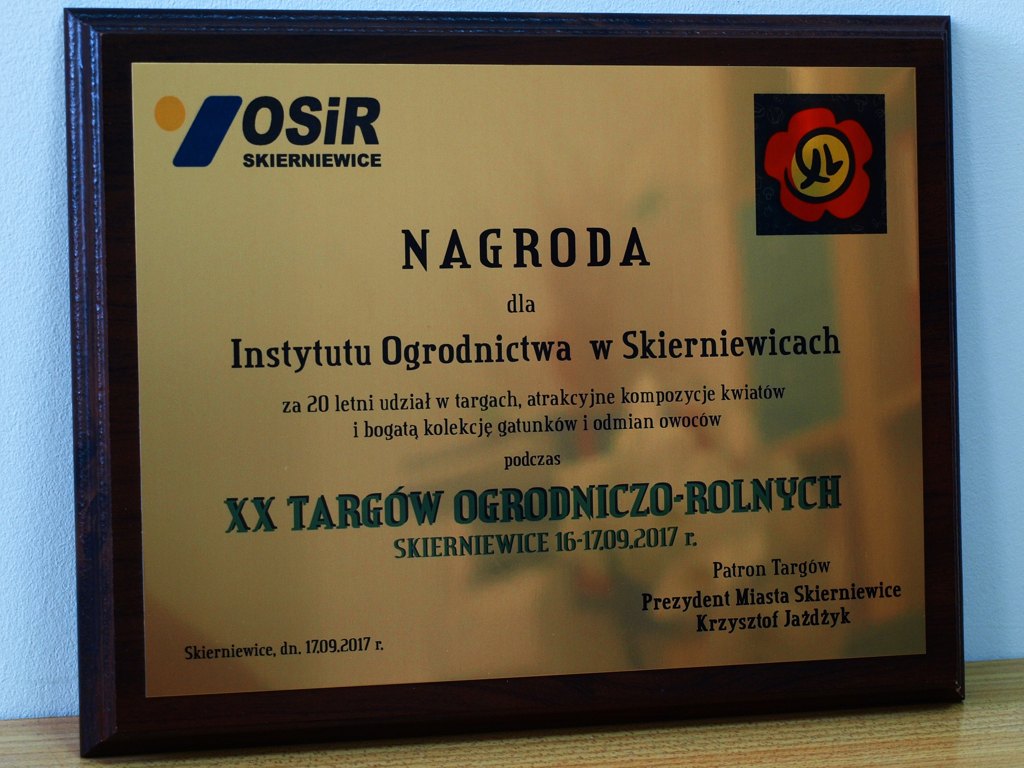 OSiR
SKIERNIEWICE
NAGRODA
dla
Instytutu Ogrodnictwa w Skierniewicach
za 20 letni udział w targach, atrakcyjne kompozycje kwiatów
i bogatą kolekcję gatunków i odmian owoców
podczas
XX TARGÓW OGRODNICZO-ROLNYCH
SKIERNIEWICE 16-17.09.2017 r.
Patron Targów
Prezydent Miasta Skierniewice
Krzysztof Jażdżyk
Skierniewice, dn. 17.09.2017 r.